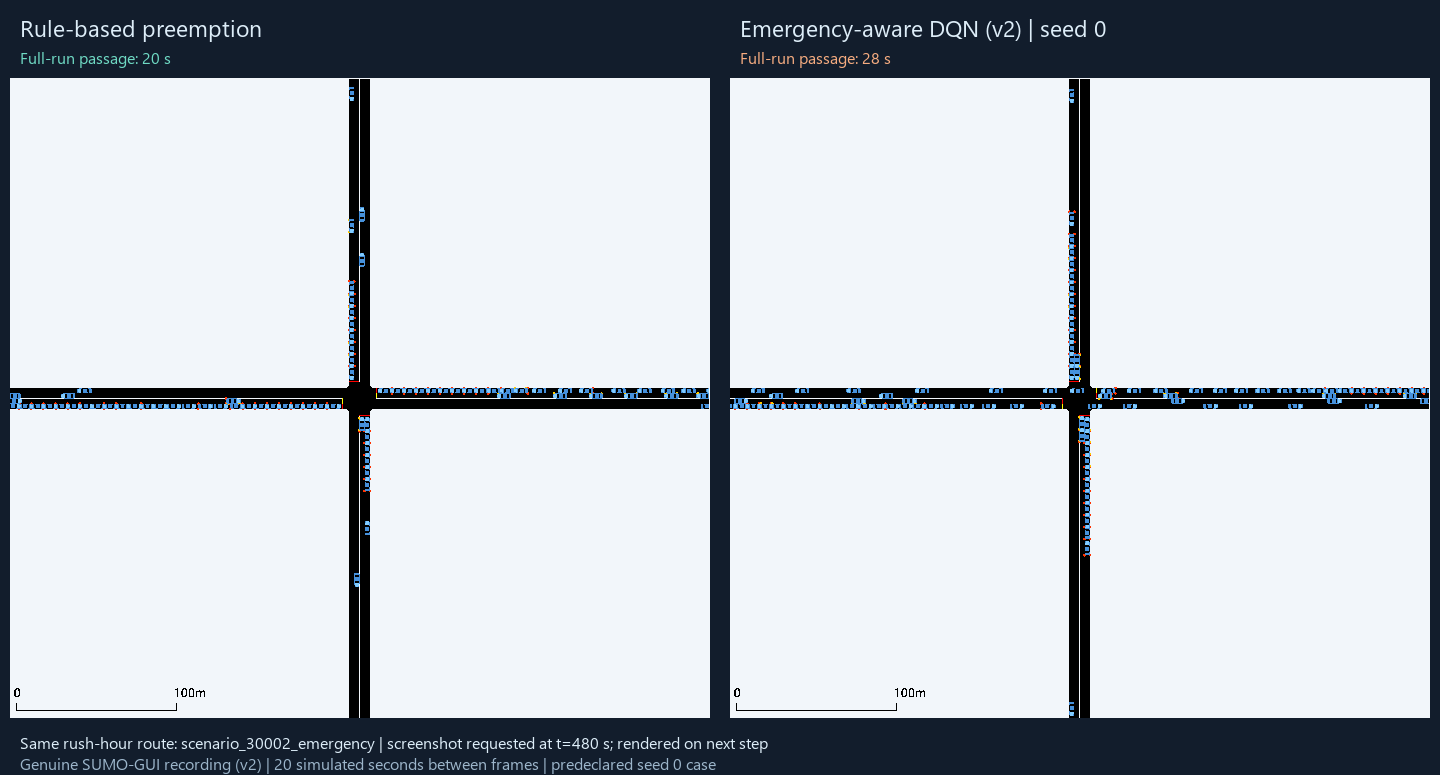 Rule-based preemption
Full-run passage: 20 s
Emergency-aware DQN (v2) | seed 0
Full-run passage: 28 s
0 100m
0 100m
Same rush-hour route: scenario_30002_emergency | screenshot requested at t=480 s; rendered on next step
Genuine SUMO-GUI recording (v2) | 20 simulated seconds between frames | predeclared seed 0 case